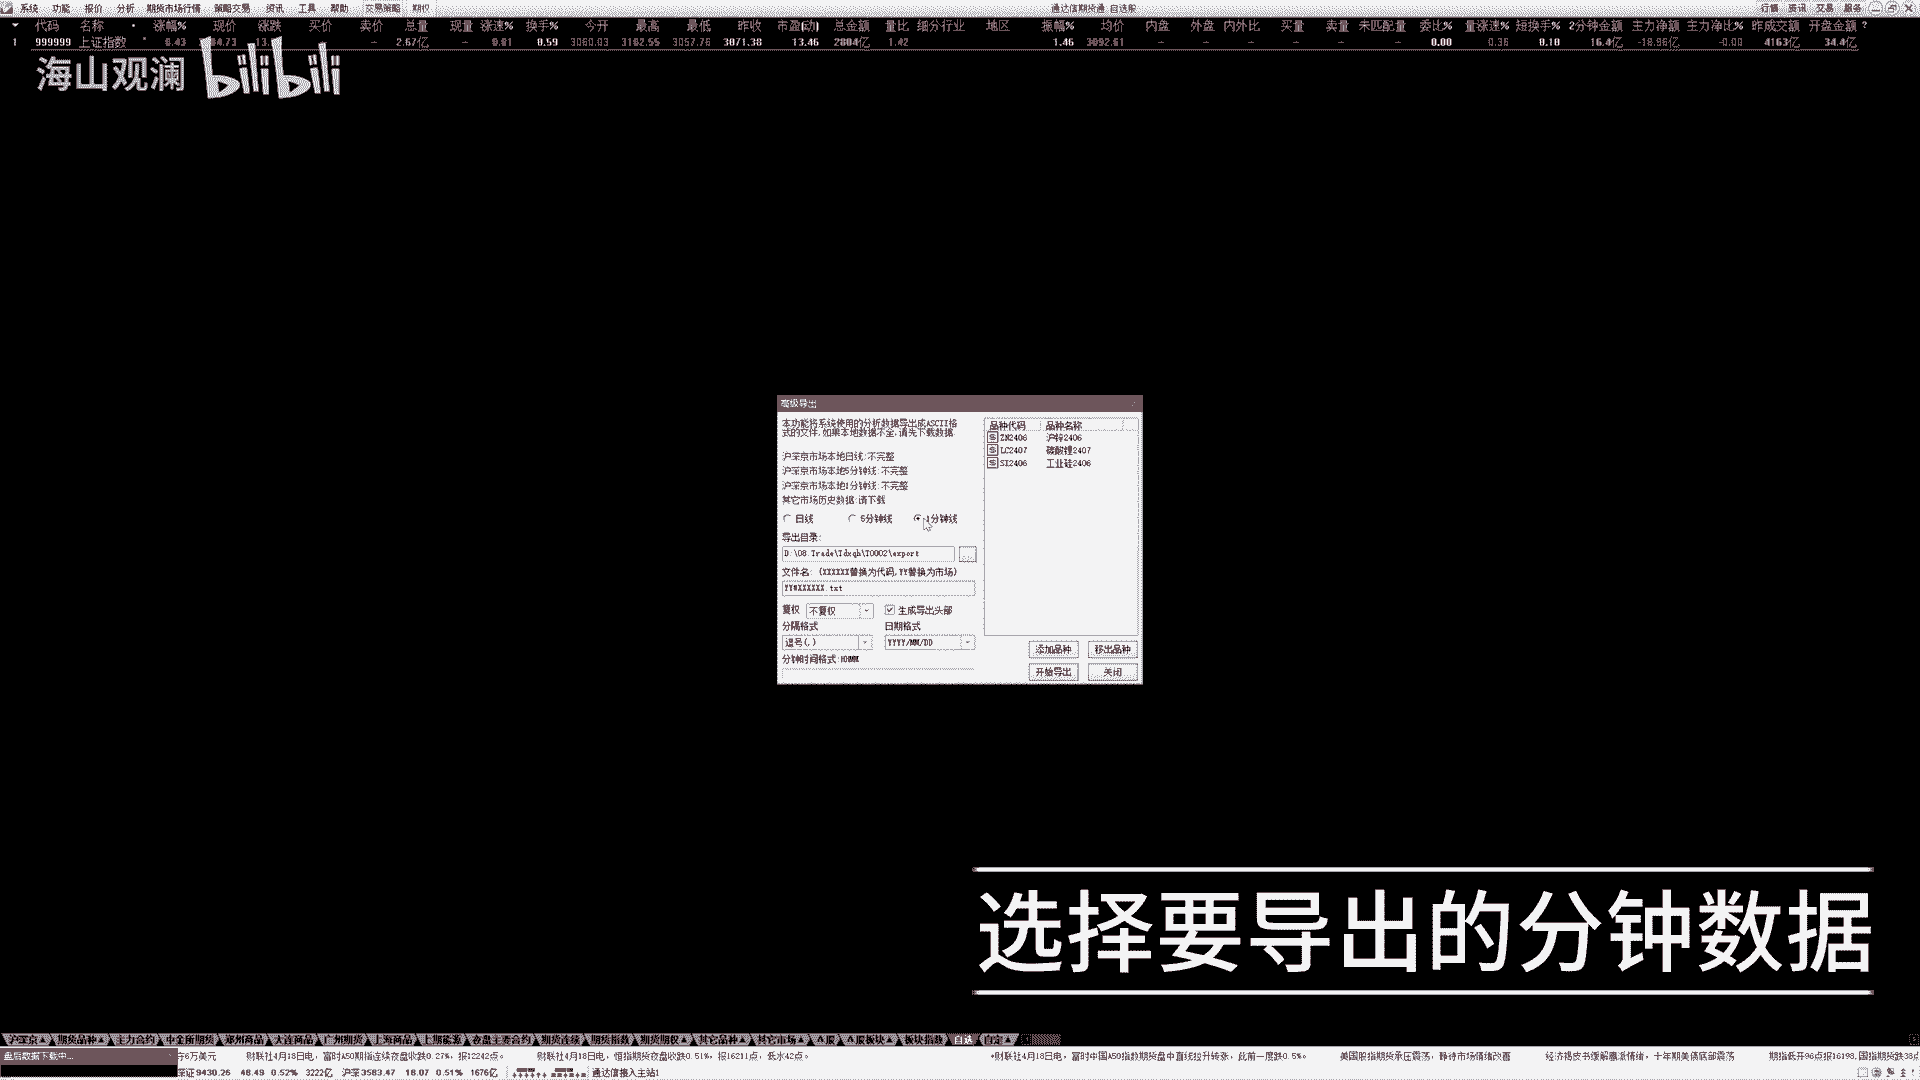 系统 功能 报价 分析 期货市场行情 策略交易 资讯 工具 帮助 交易策略 期权 通达信期货通 自选股 行情 资讯 交易 服务
代码 名称 涨幅% 现价 涨跌 买价 卖价 总量 现量 涨速% 换手% 今开 最高 最低 昨收 市盈(动) 总金额 量比 细分行业 地区 振幅% 均价 内盘 外盘 内外比 买量 卖量 未匹配量 委比% 量涨速% 短换手% 2分钟金额 主力净额 主力净比% 昨成交额 开盘金额
1 999999 上证指数 2.67亿 0.59 3071.38 13.46 2804亿 1.42 1.46 3092.61 0.00 0.10 16.4亿 -0.00 4163亿 34.4亿
海山观澜 bilibili
高级导出
本功能将系统使用的分析数据导出成ASCII格
式的文件,如果本地数据不全,请先下载数据
沪深京市场本地日线:不完整
沪深京市场本地5分钟线:不完整
沪深京市场本地1分钟线:不完整
其它市场历史数据:请下载
日线 5分钟线 1分钟线
导出目录:
D:\08.Trade\Tdxqh\T0002\export
文件名: (XXXXXX替换为代码,YY替换为市场)
YY#XXXXXX.txt
复权 不复权 生成导出头部
分隔格式 日期格式
逗号(,) YYYY/MM/DD
分钟时间格式:HHMM
品种代码 品种名称
ZN2406 沪锌2406
LC2407 碳酸锂2407
SI2406 工业硅2406
添加品种 移出品种
开始导出 关闭
选择要导出的分钟数据
沪深京 期货品种 主力合约 中金所期货 郑州商品 大连商品 广州期货 上海商品 上期能源 夜盘主要合约 期货连续 期货指数 期货期权 其它品种 其它市场 A股 A股板块 板块指数 自选 自定
盘后数据下载中... 守6万美元 财联社4月18日电，富时A50期指连续夜盘收跌0.27%，报12242点。 财联社4月18日电，恒指期货夜盘收跌0.51%，报16211点，低水42点。 财联社4月18日电，富时中国A50指数期货盘中直线拉升转涨，此前一度跌0.5%。 美国股指期货承压震荡，静待市场情绪改善 经济褐皮书缓解鹰派情绪，十年期美债底部震荡 期指低开96点报16198,国指期货跌38点
深证9430.26 48.49 0.52% 3222亿 沪深3583.47 18.07 0.51% 1676亿 通达信接入主站1